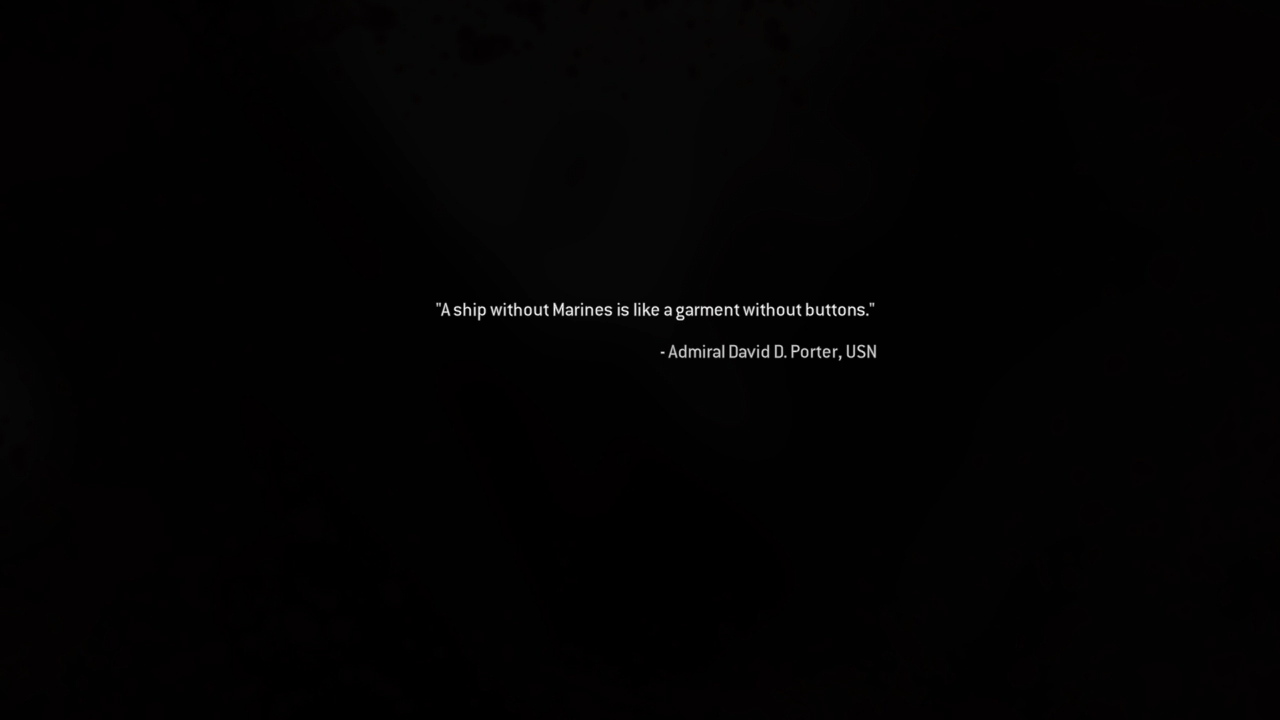 "A ship without Marines is like a garment without buttons."
- Admiral David D. Porter, USN